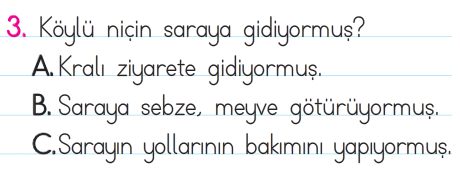 3. Köylü niçin saraya gidiyormuş?
A. Kralı ziyarete gidiyormuş.
B. Saraya sebze, meyve götürüyormuş.
C. Sarayın yollarının bakımını yapıyormuş.